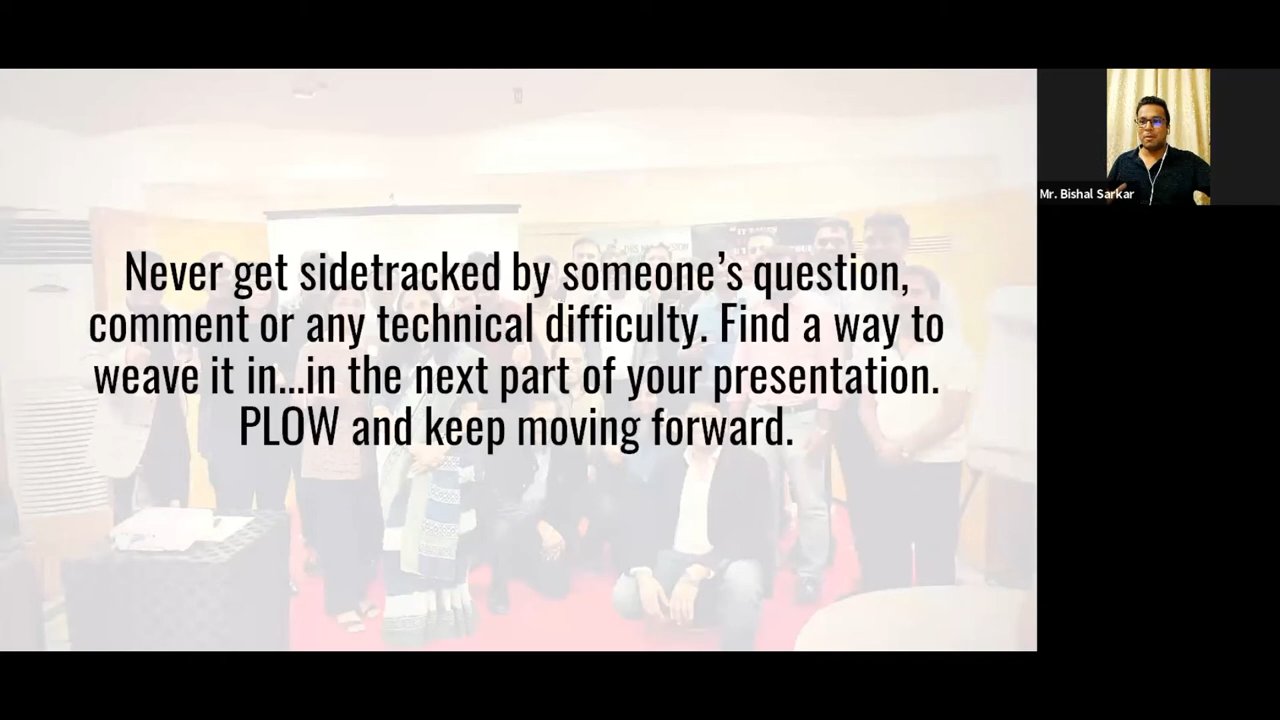 Never get sidetracked by someone's question,
comment or any technical difficulty. Find a way to
weave it in...in the next part of your presentation.
PLOW and keep moving forward.
Mr. Bishal Sarkar